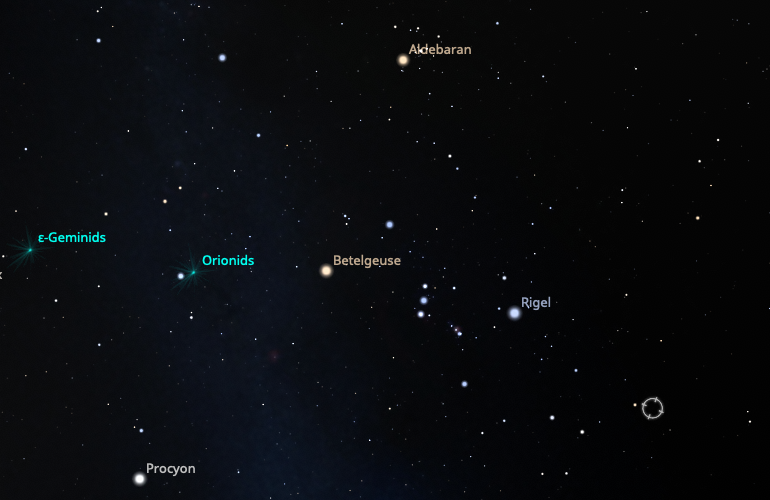 Aldebaran
ε-Geminids
Orionids
Betelgeuse
Rigel
Procyon